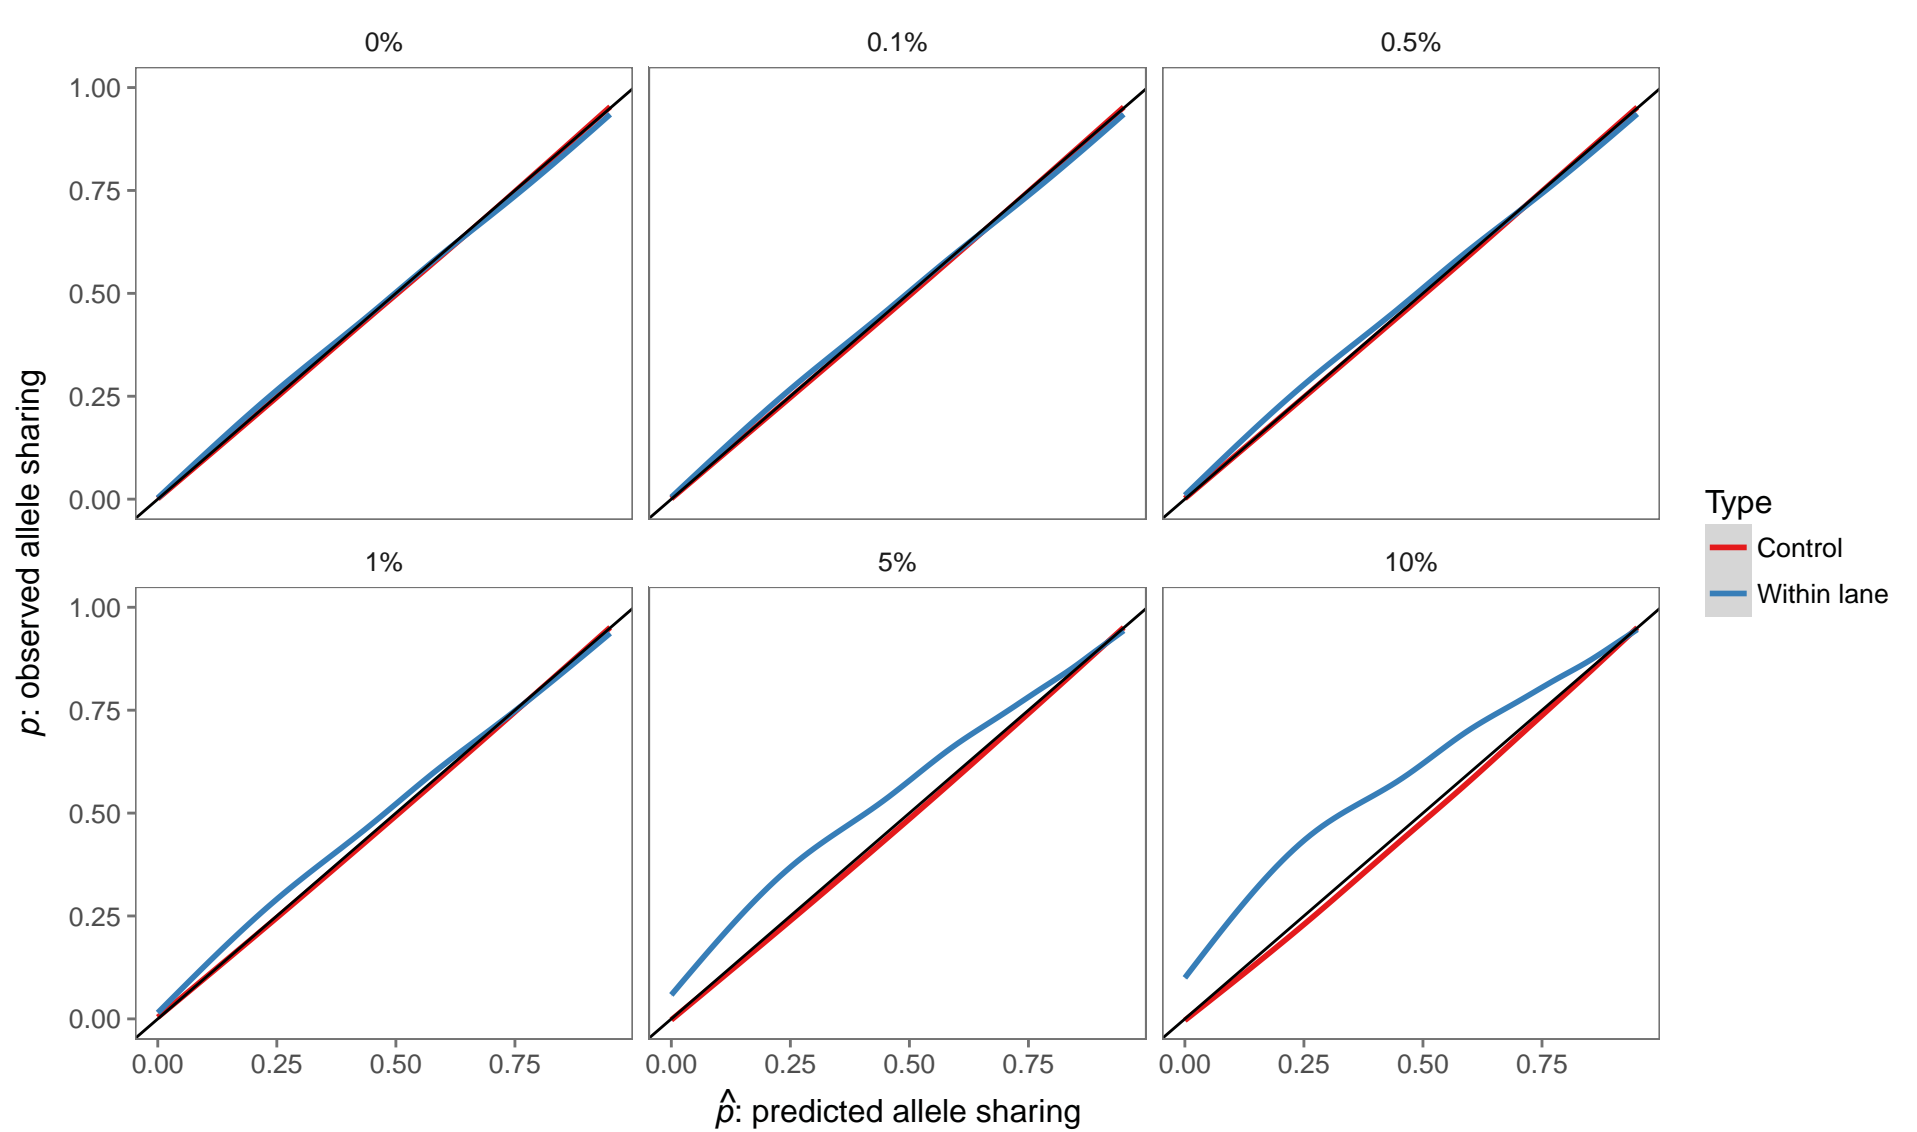 0%
0.1%
0.5%
1.00
0.75
0.50
0.25
0.00
1%
5%
10%
1.00
0.75
0.50
0.25
0.00
0.00 0.25 0.50 0.75
0.00 0.25 0.50 0.75
0.00 0.25 0.50 0.75
p: observed allele sharing
p̂: predicted allele sharing
Type
Control
Within lane